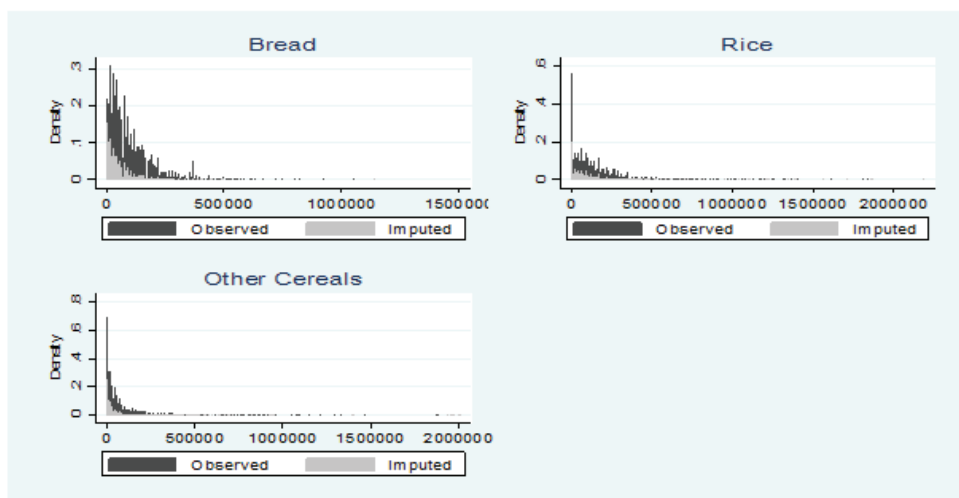 Bread
.3
.2
.1
0
Density
0 500000 1000000 1500000
Observed Imputed
Rice
.6
.4
.2
0
Density
0 500000 1000000 1500000 2000000
Observed Imputed
Other Cereals
.8
.6
.4
.2
0
Density
0 500000 1000000 1500000 2000000
Observed Imputed